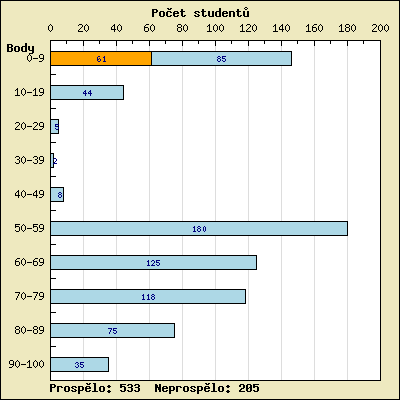 Počet studentů
0 20 40 60 80 100 120 140 160 180 200
Body
0-9 61 85
10-19 44
20-29 5
30-39 2
40-49 8
50-59 180
60-69 125
70-79 118
80-89 75
90-100 35
Prospělo: 533 Neprospělo: 205